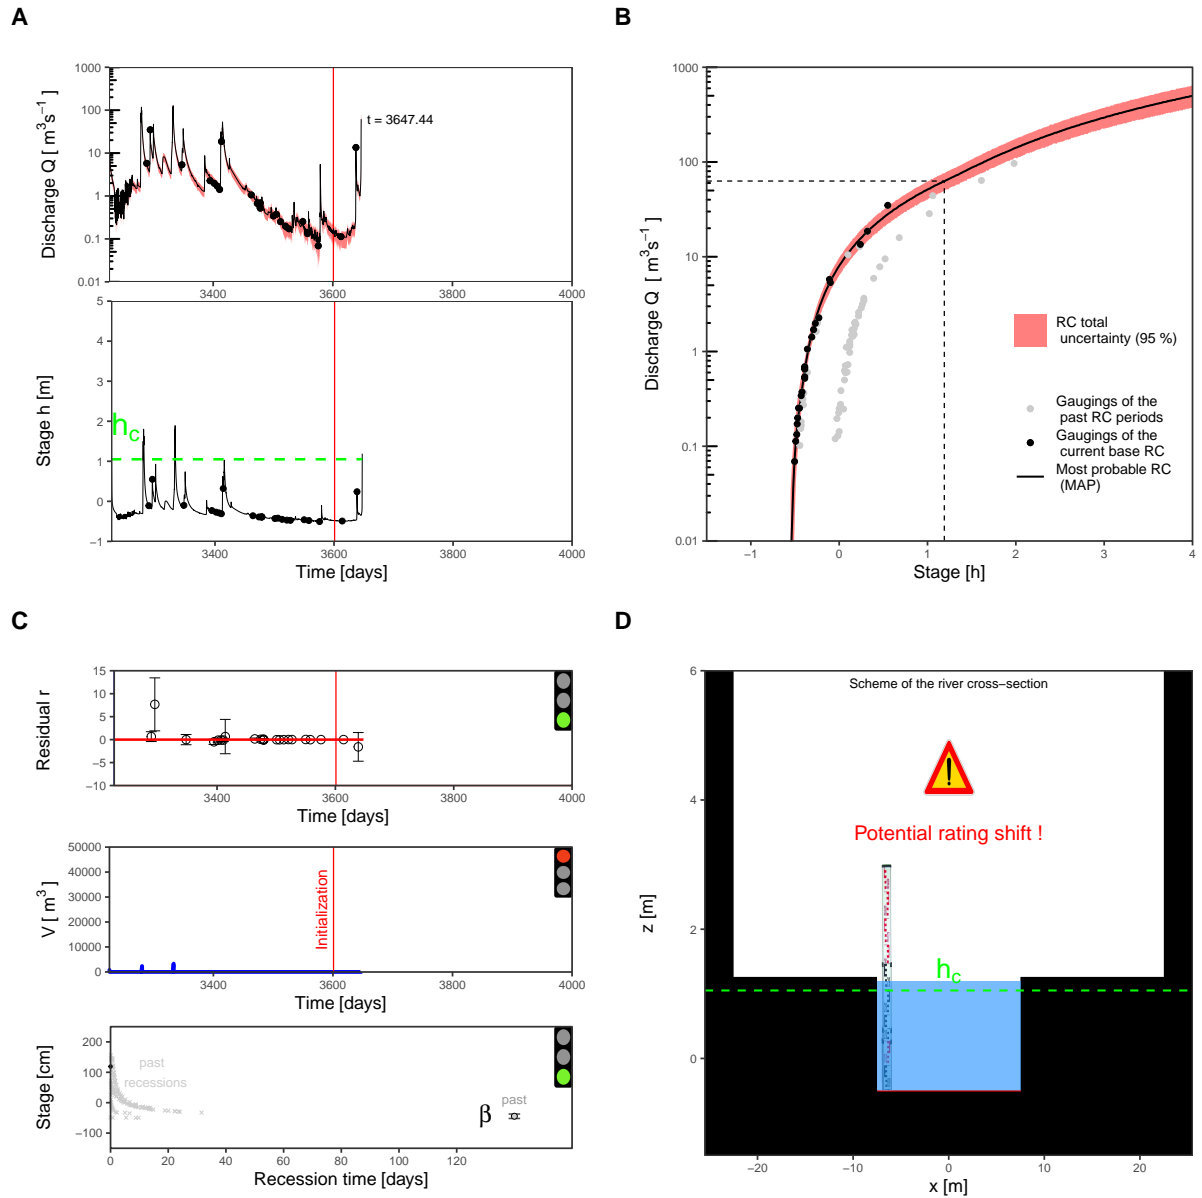 A
Discharge Q [ m³s⁻¹ ]
1000
100
10
1
0.1
0.01
t = 3647.44
3400
3600
3800
4000
Stage h [m]
5
4
3
2
1
0
−1
hc
3400
3600
3800
4000
Time [days]
B
Discharge Q [ m³s⁻¹ ]
1000
100
10
1
0.1
0.01
RC total
uncertainty (95 %)
Gaugings of the
past RC periods
Gaugings of the
current base RC
Most probable RC
(MAP)
−1
0
1
2
3
4
Stage [h]
C
Residual r
15
10
5
0
−5
−10
3400
3600
3800
4000
Time [days]
V [ m³ ]
50000
40000
30000
20000
10000
0
Initialization
3400
3600
3800
4000
Time [days]
Stage [cm]
200
100
0
−100
past
recessions
past
β
0
20
40
60
80
100
120
Recession time [days]
D
Scheme of the river cross−section
z [m]
6
4
2
0
!
Potential rating shift !
hc
−20
−10
0
10
20
x [m]